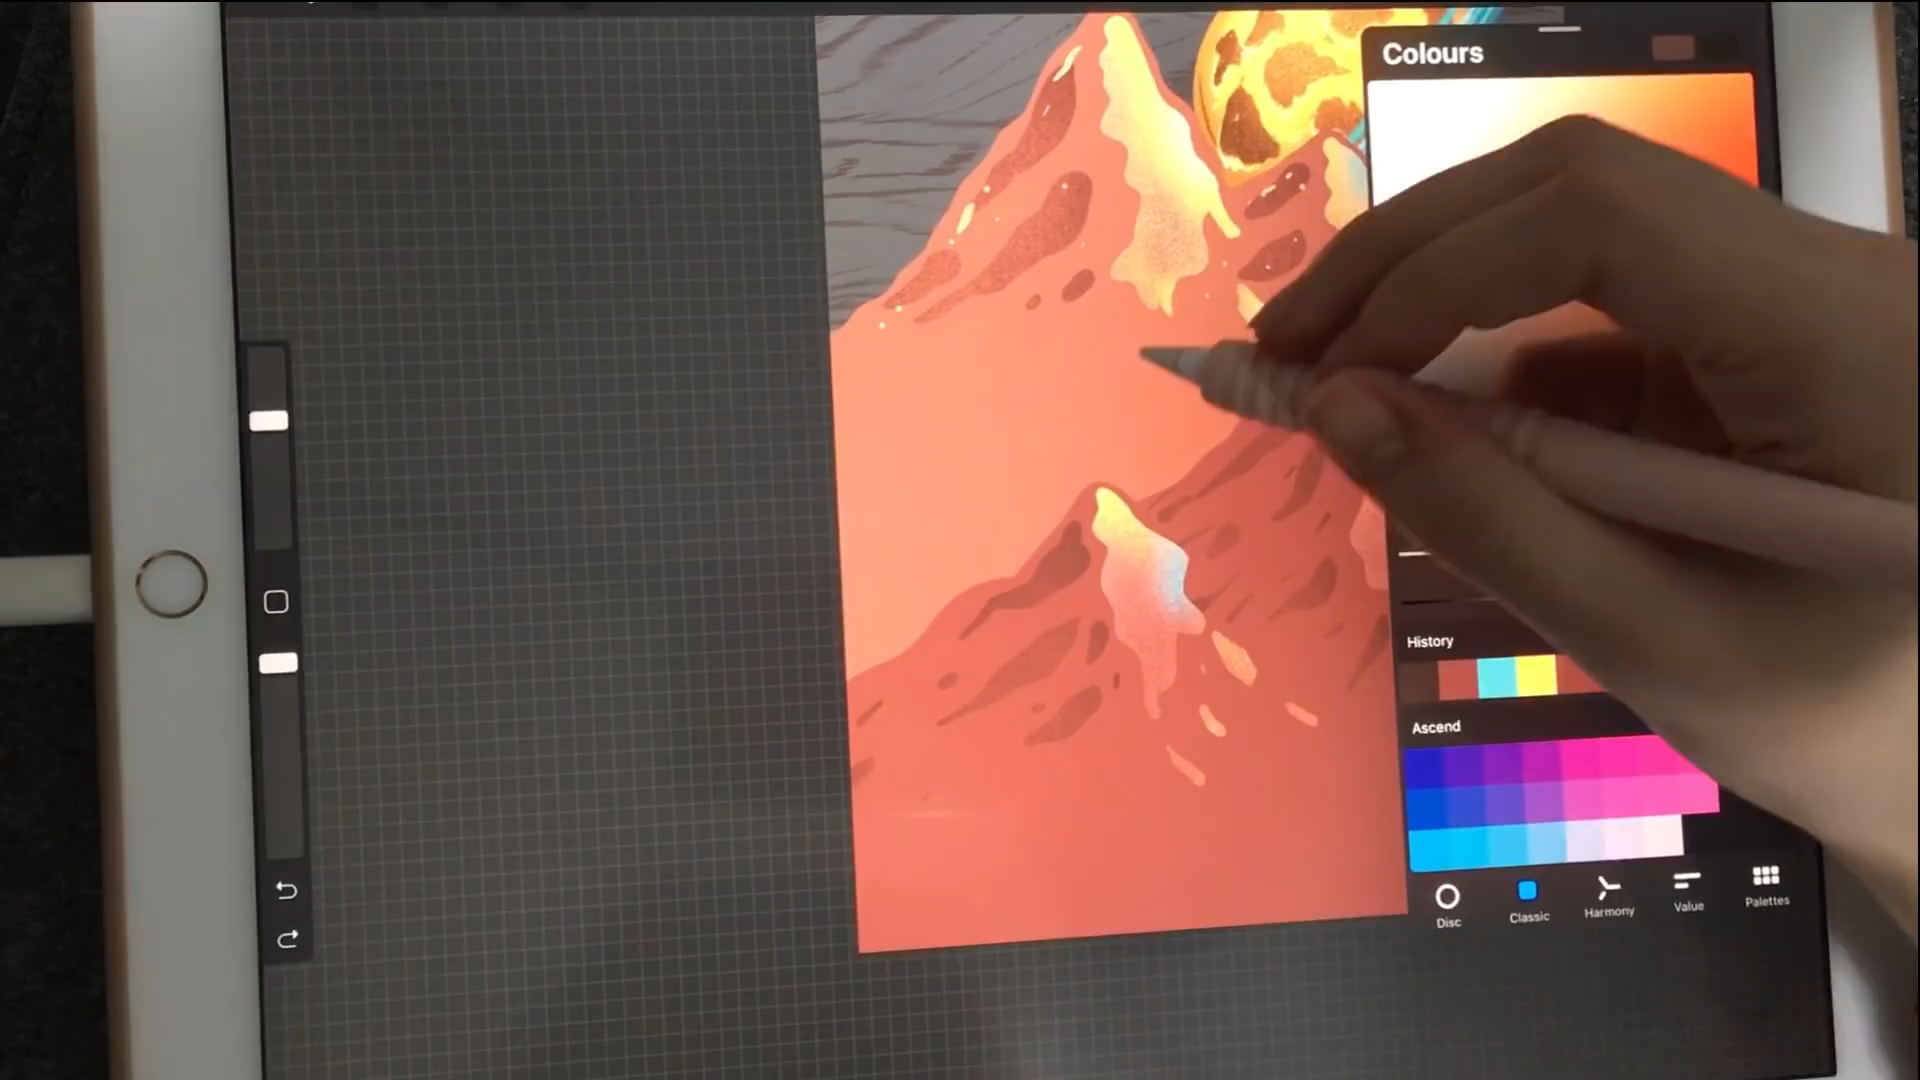 Colours
History
Ascend
Disc
Classic
Harmony
Value
Palettes